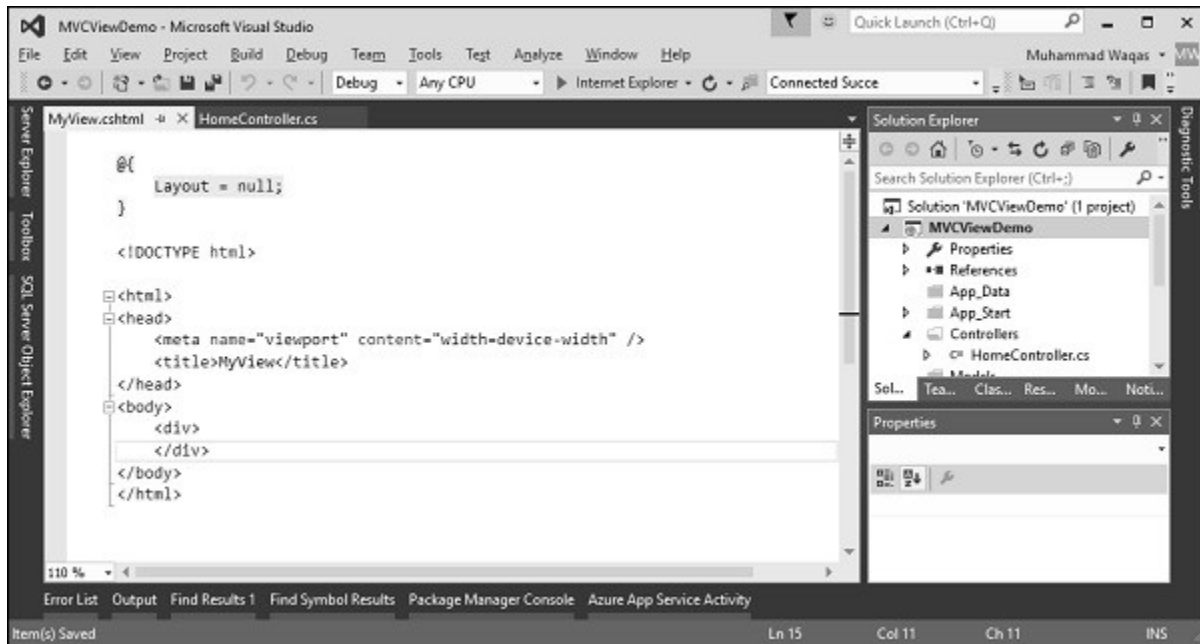 MVCViewDemo - Microsoft Visual Studio
Quick Launch (Ctrl+Q)
File Edit View Project Build Debug Team Tools Test Analyze Window Help
Muhammad Waqas
MW
Debug Any CPU Internet Explorer Connected Succe
Server Explorer
Toolbox
SQL Server Object Explorer
MyView.cshtml HomeController.cs
@{
Layout = null;
}
<!DOCTYPE html>
<html>
<head>
<meta name="viewport" content="width=device-width" />
<title>MyView</title>
</head>
<body>
<div>
</div>
</body>
</html>
110 %
Solution Explorer
Search Solution Explorer (Ctrl+;)
Solution 'MVCViewDemo' (1 project)
MVCViewDemo
Properties
References
App_Data
App_Start
Controllers
C# HomeController.cs
Models
Sol... Tea... Clas... Res... Mo... Noti...
Properties
Diagnostic Tools
Error List Output Find Results 1 Find Symbol Results Package Manager Console Azure App Service Activity
Item(s) Saved Ln 15 Col 11 Ch 11 INS